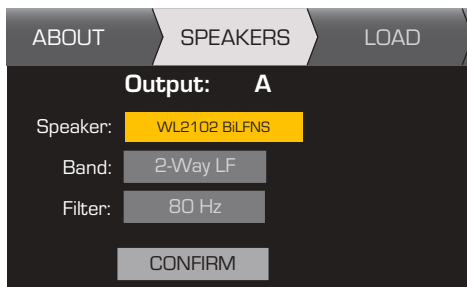 ABOUT SPEAKERS LOAD
Output: A
Speaker: WL2102 BiLFNS
Band: 2-Way LF
Filter: 80 Hz
CONFIRM